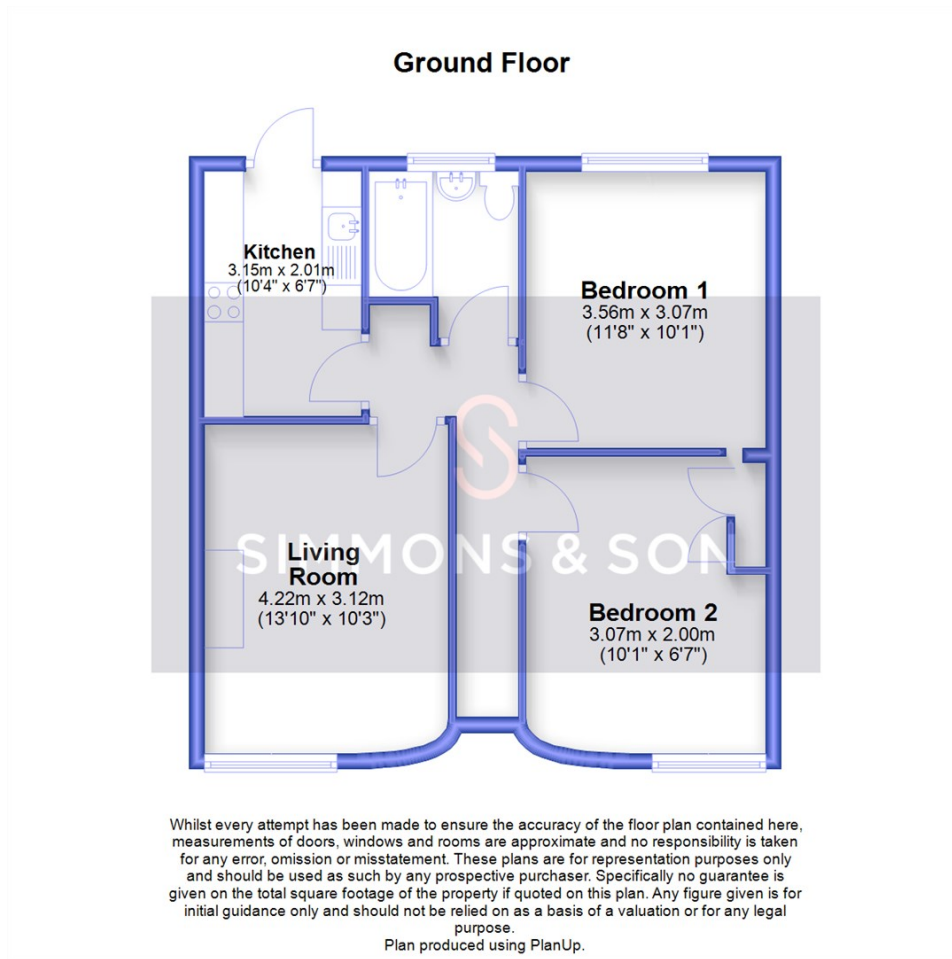 Ground Floor
Kitchen
3.15m x 2.01m
(10'4" x 6'7")
Bedroom 1
3.56m x 3.07m
(11'8" x 10'1")
SIMMONS & SON
Living
Room
4.22m x 3.12m
(13'10" x 10'3")
Bedroom 2
3.07m x 2.00m
(10'1" x 6'7")
Whilst every attempt has been made to ensure the accuracy of the floor plan contained here,
measurements of doors, windows and rooms are approximate and no responsibility is taken
for any error, omission or misstatement. These plans are for representation purposes only
and should be used as such by any prospective purchaser. Specifically no guarantee is
given on the total square footage of the property if quoted on this plan. Any figure given is for
initial guidance only and should not be relied on as a basis of a valuation or for any legal
purpose.
Plan produced using PlanUp.